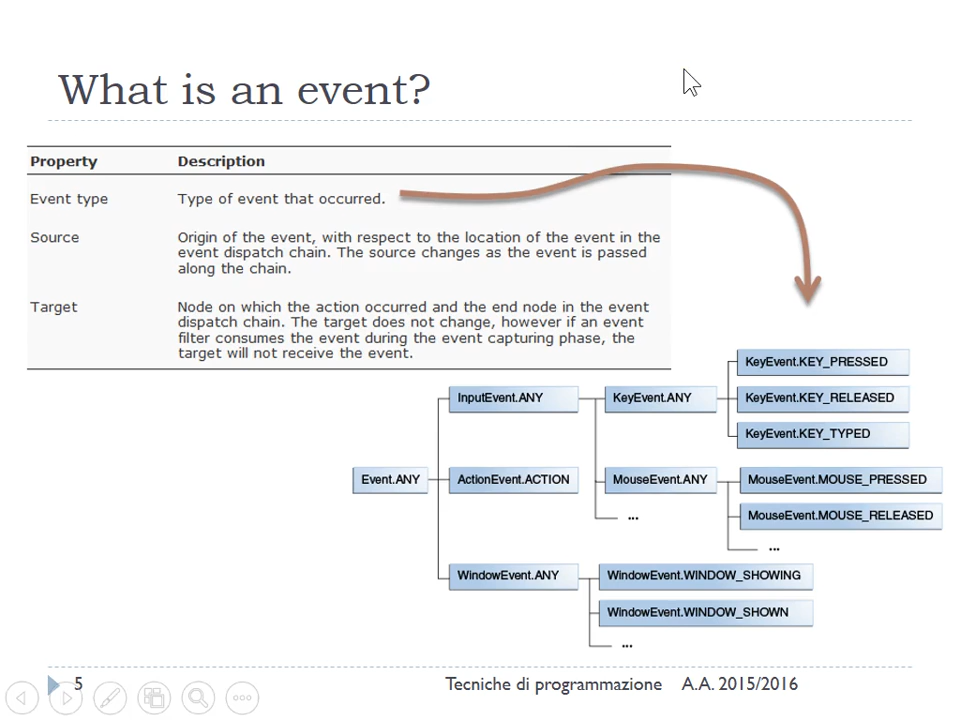 What is an event?
Property Description
Event type Type of event that occurred.
Source Origin of the event, with respect to the location of the event in the
event dispatch chain. The source changes as the event is passed
along the chain.
Target Node on which the action occurred and the end node in the event
dispatch chain. The target does not change, however if an event
filter consumes the event during the event capturing phase, the
target will not receive the event.
KeyEvent.KEY_PRESSED
InputEvent.ANY KeyEvent.ANY KeyEvent.KEY_RELEASED
KeyEvent.KEY_TYPED
Event.ANY ActionEvent.ACTION MouseEvent.ANY MouseEvent.MOUSE_PRESSED
... MouseEvent.MOUSE_RELEASED
...
WindowEvent.ANY WindowEvent.WINDOW_SHOWING
WindowEvent.WINDOW_SHOWN
...
5 Tecniche di programmazione A.A. 2015/2016